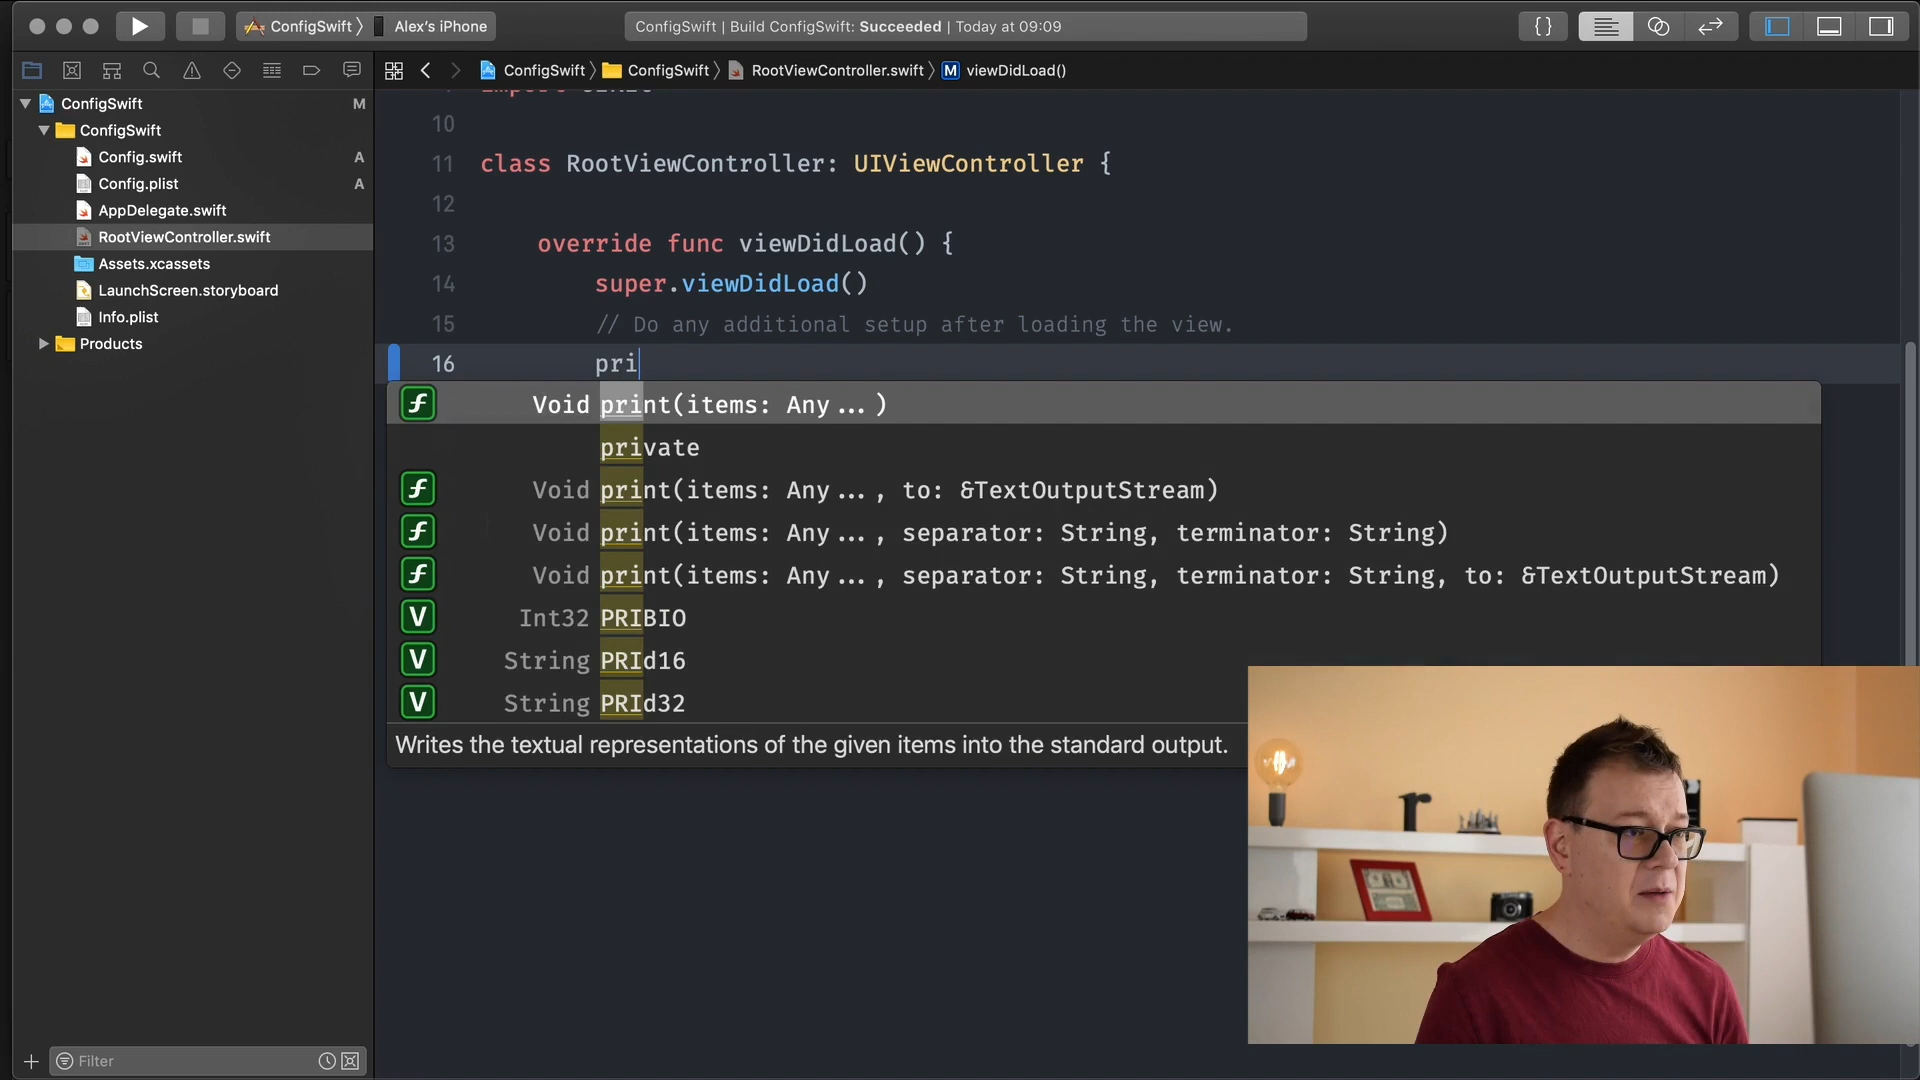 ConfigSwift 〉 Alex's iPhone
ConfigSwift | Build ConfigSwift: Succeeded | Today at 09:09
{}
ConfigSwift 〉 ConfigSwift 〉 RootViewController.swift 〉 M viewDidLoad()
ConfigSwift M
ConfigSwift
Config.swift A
Config.plist A
AppDelegate.swift
RootViewController.swift
Assets.xcassets
LaunchScreen.storyboard
Info.plist
Products
Filter
10
11 class RootViewController: UIViewController {
12
13 override func viewDidLoad() {
14 super.viewDidLoad()
15 // Do any additional setup after loading the view.
16 pri
f Void print(items: Any...)
private
f Void print(items: Any..., to: &TextOutputStream)
f Void print(items: Any..., separator: String, terminator: String)
f Void print(items: Any..., separator: String, terminator: String, to: &TextOutputStream)
V Int32 PRIBIO
V String PRId16
V String PRId32
Writes the textual representations of the given items into the standard output.